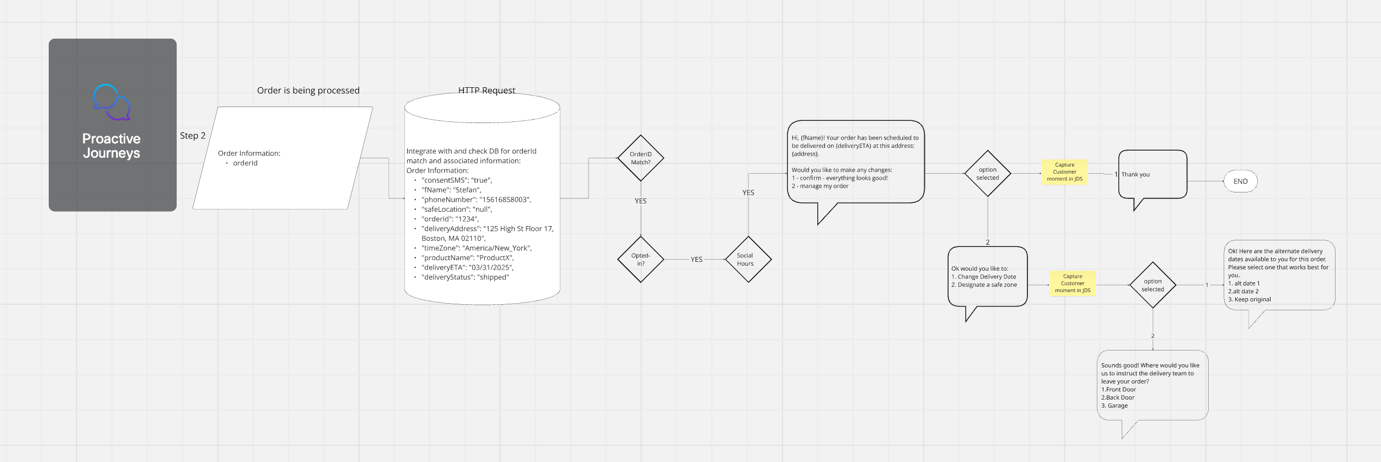 Proactive
Journeys
Step 2
Order is being processed
Order Information:
• orderId
HTTP Request
Integrate with and check DB for orderId
match and associated information:
Order Information:
• "consentSMS": "true",
• "fName": "Stefan",
• "phoneNumber": "15616858003",
• "safeLocation": "null",
• "orderId": "1234",
• "deliveryAddress": "125 High St Floor 17,
Boston, MA 02110",
• "timeZone": "America/New_York",
• "productName": "ProductX",
• "deliveryETA": "03/31/2025",
• "deliveryStatus": "shipped"
OrderID
Match?
YES
Opted-
in?
YES
Social
Hours
YES
Hi, {fName}! Your order has been scheduled to
be delivered on {deliveryETA} at this address:
{address}.
Would you like to make any changes:
1 - confirm - everything looks good!
2 - manage my order
option
selected
Capture
Customer
moment in JDS
1
Thank you
END
2
Ok would you like to:
1. Change Delivery Date
2. Designate a safe zone
Capture
Customer
moment in JDS
option
selected
1
Ok! Here are the alternate delivery
dates available to you for this order.
Please select one that works best for
you.
1. alt date 1
2.alt date 2
3. Keep original
2
Sounds good! Where would you like
us to instruct the delivery team to
leave your order?
1.Front Door
2.Back Door
3. Garage